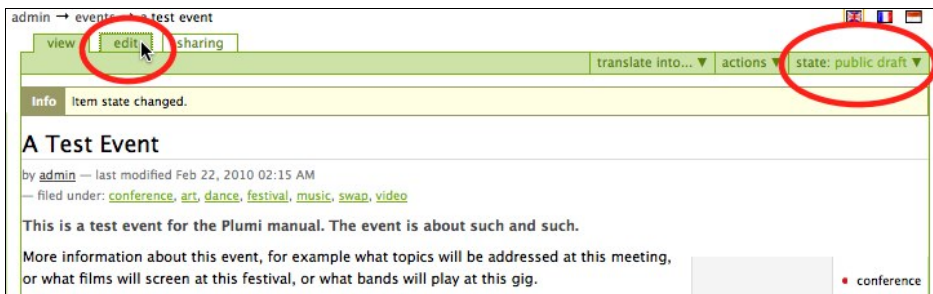 admin → events → a test event
view edit sharing
translate into... ▼ actions ▼ state: public draft ▼
Info Item state changed.
A Test Event
by admin — last modified Feb 22, 2010 02:15 AM
— filed under: conference, art, dance, festival, music, swap, video
This is a test event for the Plumi manual. The event is about such and such.
More information about this event, for example what topics will be addressed at this meeting,
or what films will screen at this festival, or what bands will play at this gig.
• conference